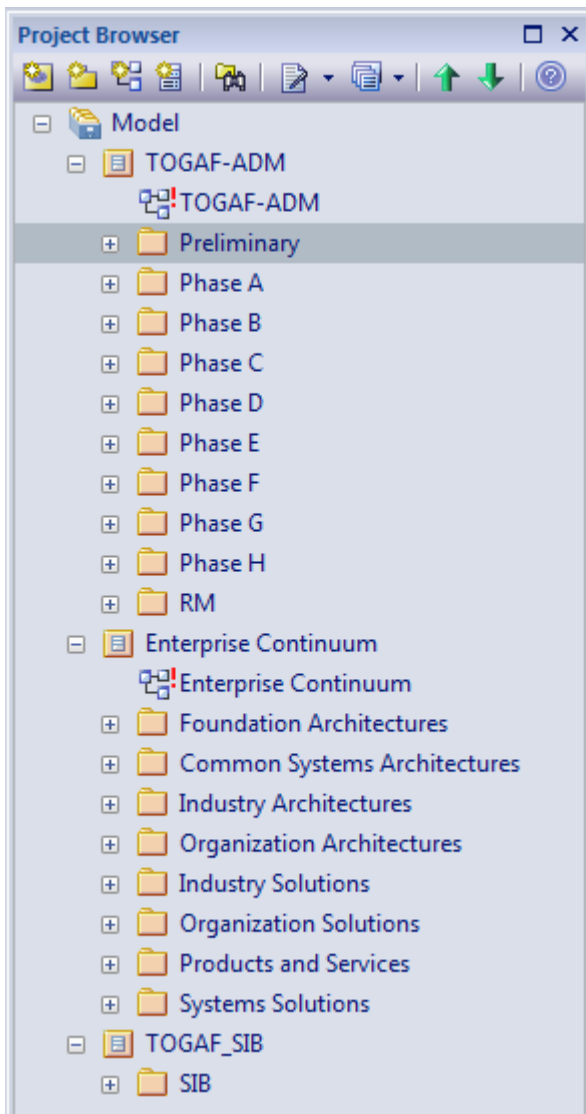 Project Browser
Model
TOGAF-ADM
TOGAF-ADM
Preliminary
Phase A
Phase B
Phase C
Phase D
Phase E
Phase F
Phase G
Phase H
RM
Enterprise Continuum
Enterprise Continuum
Foundation Architectures
Common Systems Architectures
Industry Architectures
Organization Architectures
Industry Solutions
Organization Solutions
Products and Services
Systems Solutions
TOGAF_SIB
SIB